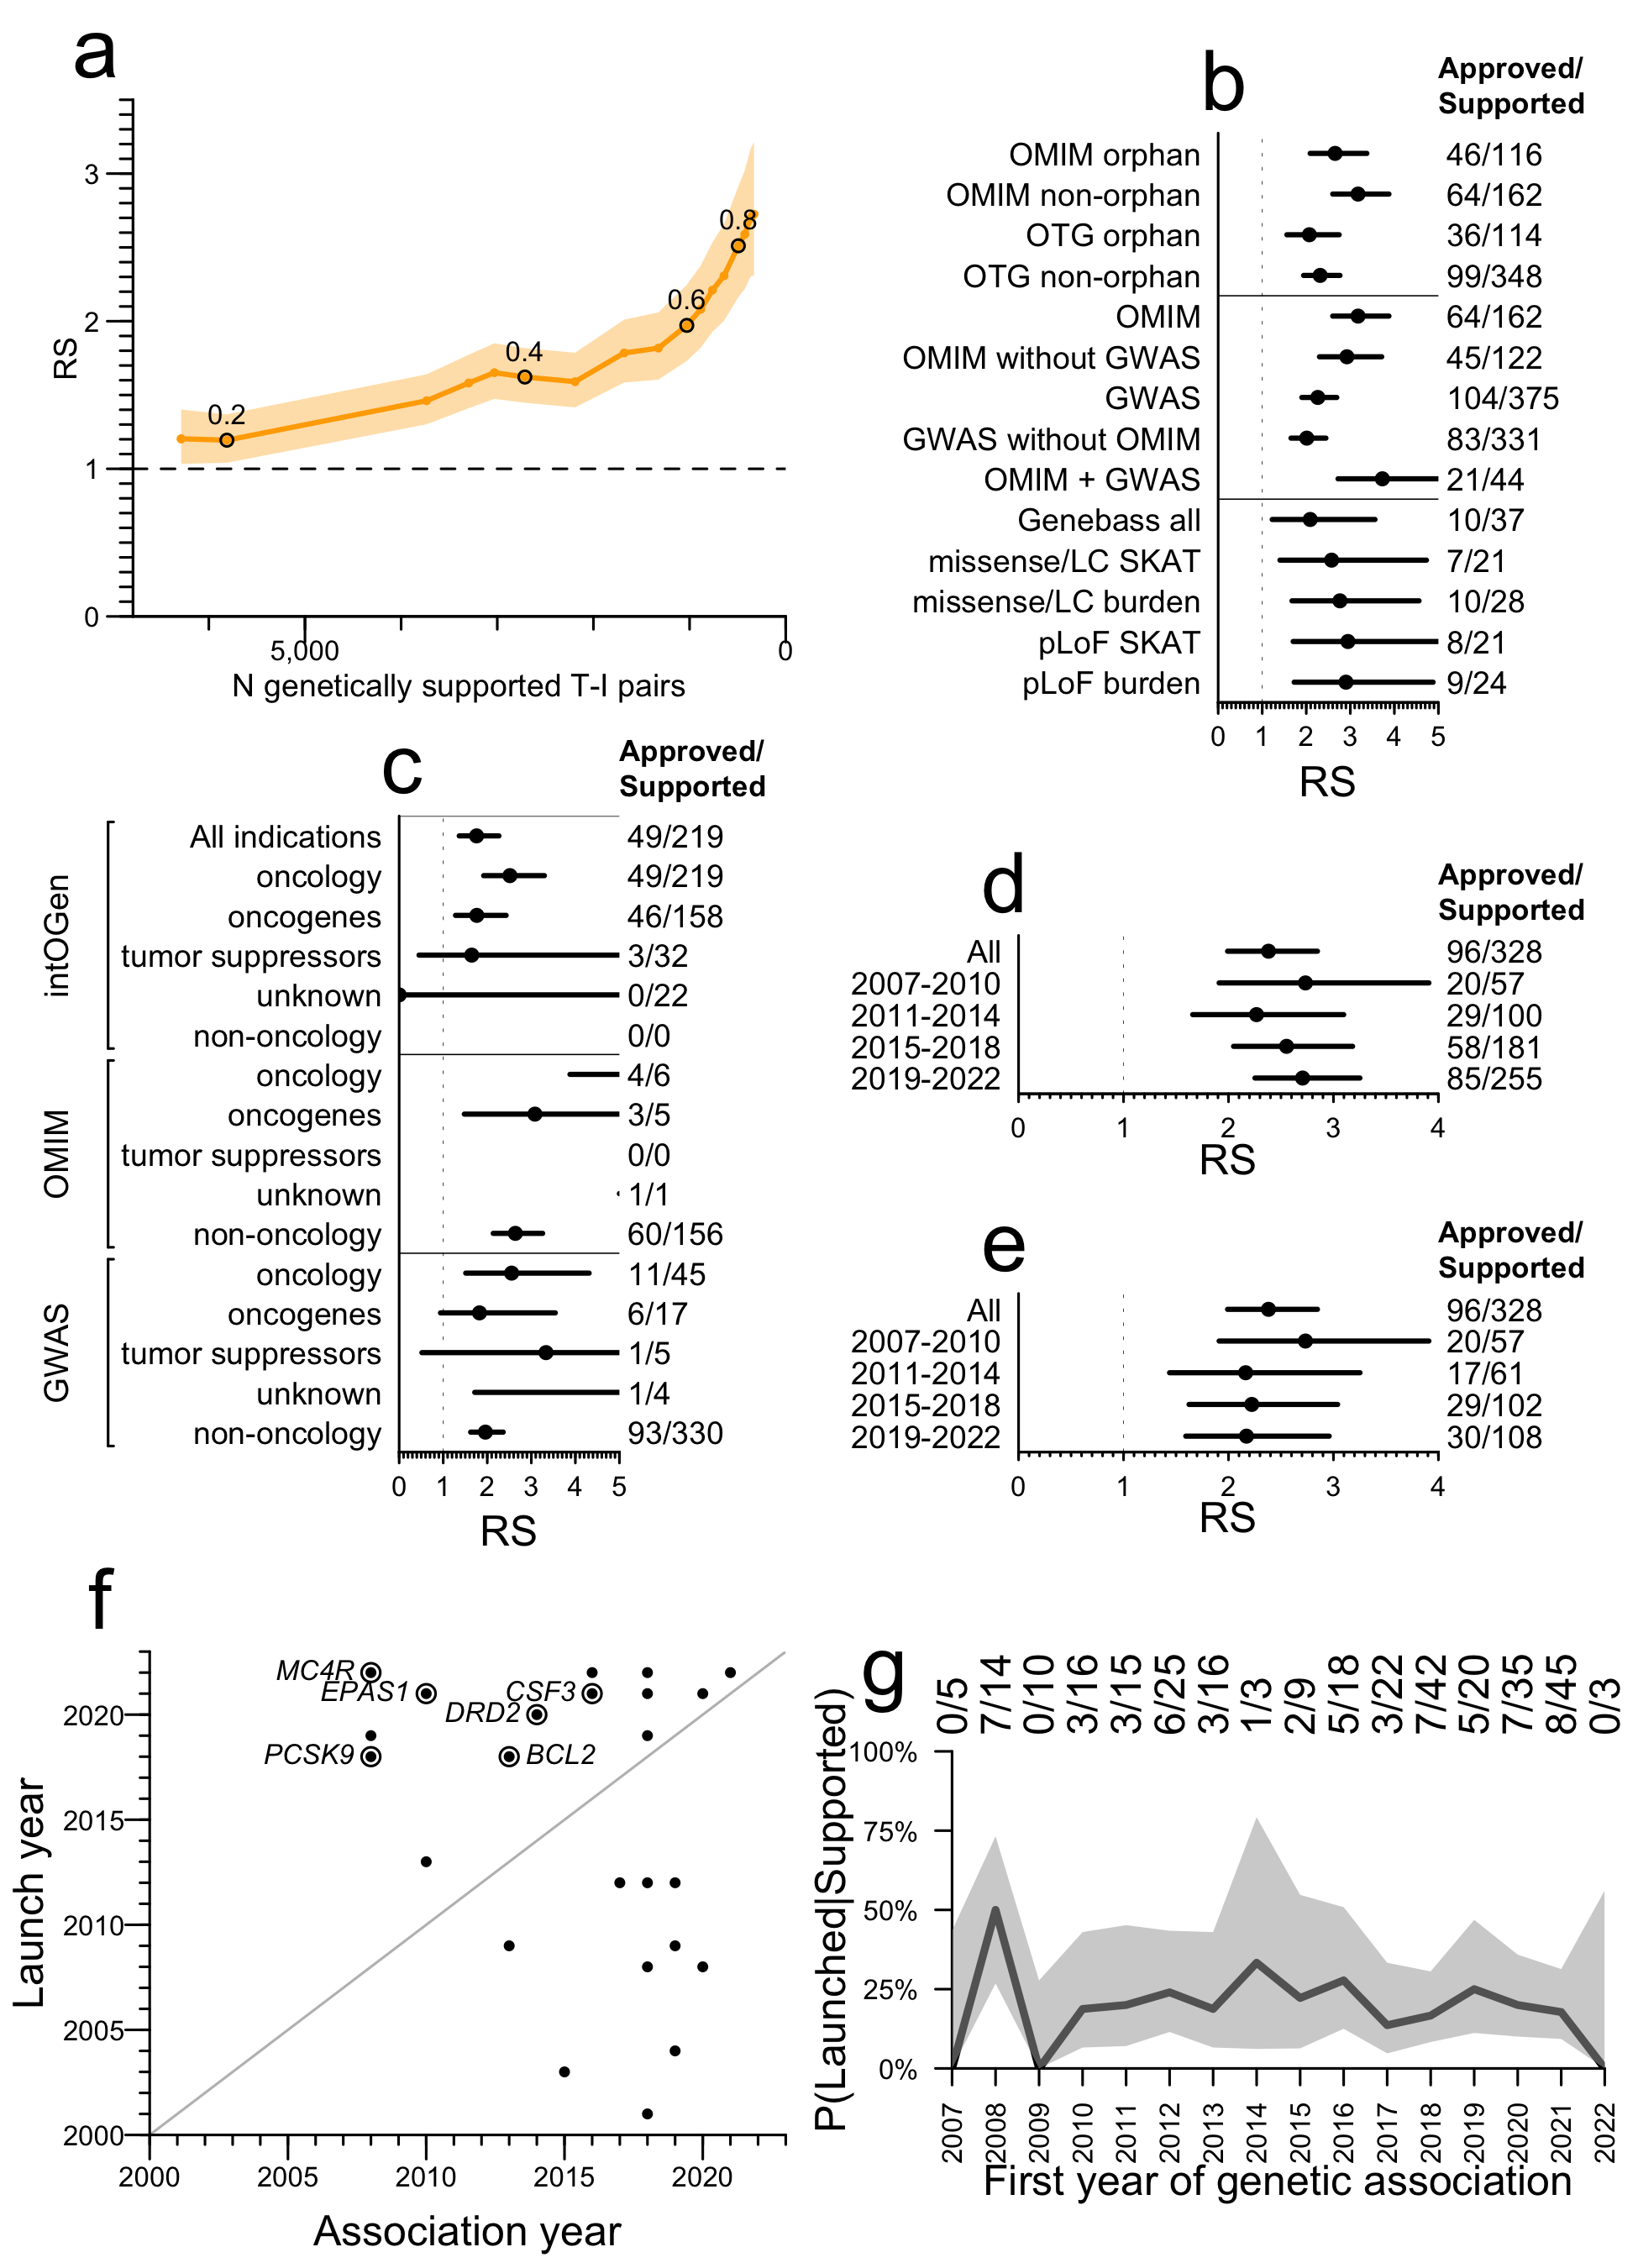 a
3
2
1
0
RS
0.2
0.4
0.6
0.8
5,000
0
N genetically supported T-I pairs
b
Approved/
Supported
OMIM orphan 46/116
OMIM non-orphan 64/162
OTG orphan 36/114
OTG non-orphan 99/348
OMIM 64/162
OMIM without GWAS 45/122
GWAS 104/375
GWAS without OMIM 83/331
OMIM + GWAS 21/44
Genebass all 10/37
missense/LC SKAT 7/21
missense/LC burden 10/28
pLoF SKAT 8/21
pLoF burden 9/24
0 1 2 3 4 5
RS
c
Approved/
Supported
intOGen
All indications 49/219
oncology 49/219
oncogenes 46/158
tumor suppressors 3/32
unknown 0/22
non-oncology 0/0
OMIM
oncology 4/6
oncogenes 3/5
tumor suppressors 0/0
unknown 1/1
non-oncology 60/156
GWAS
oncology 11/45
oncogenes 6/17
tumor suppressors 1/5
unknown 1/4
non-oncology 93/330
0 1 2 3 4 5
RS
d
Approved/
Supported
All 96/328
2007-2010 20/57
2011-2014 29/100
2015-2018 58/181
2019-2022 85/255
0 1 2 3 4
RS
e
Approved/
Supported
All 96/328
2007-2010 20/57
2011-2014 17/61
2015-2018 29/102
2019-2022 30/108
0 1 2 3 4
RS
f
Launch year
2020
2015
2010
2005
2000
MC4R
EPAS1
CSF3
DRD2
PCSK9
BCL2
2000 2005 2010 2015 2020
Association year
g
0/5 7/14 0/10 3/16 3/15 6/25 3/16 1/3 2/9 5/18 3/22 7/42 5/20 7/35 8/45 0/3
P(Launched|Supported)
100%
75%
50%
25%
0%
2007 2008 2009 2010 2011 2012 2013 2014 2015 2016 2017 2018 2019 2020 2021 2022
First year of genetic association